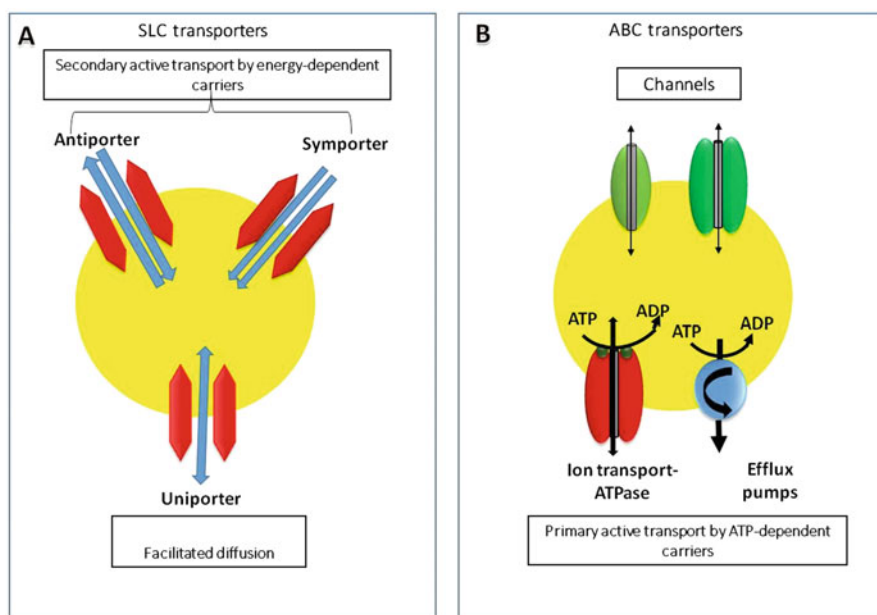 A
SLC transporters
Secondary active transport by energy-dependent
carriers
Antiporter
Symporter
Uniporter
Facilitated diffusion
B
ABC transporters
Channels
ATP
ADP
ATP
ADP
Ion transport-
ATPase
Efflux
pumps
Primary active transport by ATP-dependent
carriers